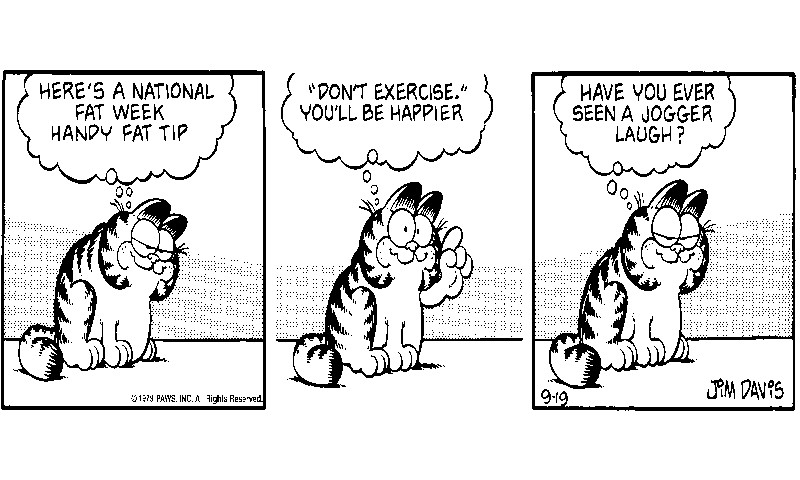 HERE'S A NATIONAL
FAT WEEK
HANDY FAT TIP
© 1979 PAWS, INC. A Rights Reserved.
"DON'T EXERCISE."
YOU'LL BE HAPPIER
HAVE YOU EVER
SEEN A JOGGER
LAUGH?
9-19
JIM DAVIS